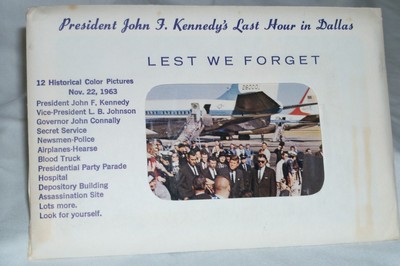 President John F. Kennedy's Last Hour in Dallas
LEST WE FORGET
12 Historical Color Pictures
Nov. 22, 1963
President John F. Kennedy
Vice-President L. B. Johnson
Governor John Connally
Secret Service
Newsmen-Police
Airplanes-Hearse
Blood Truck
Presidential Party Parade
Hospital
Depository Building
Assassination Site
Lots more.
Look for yourself.